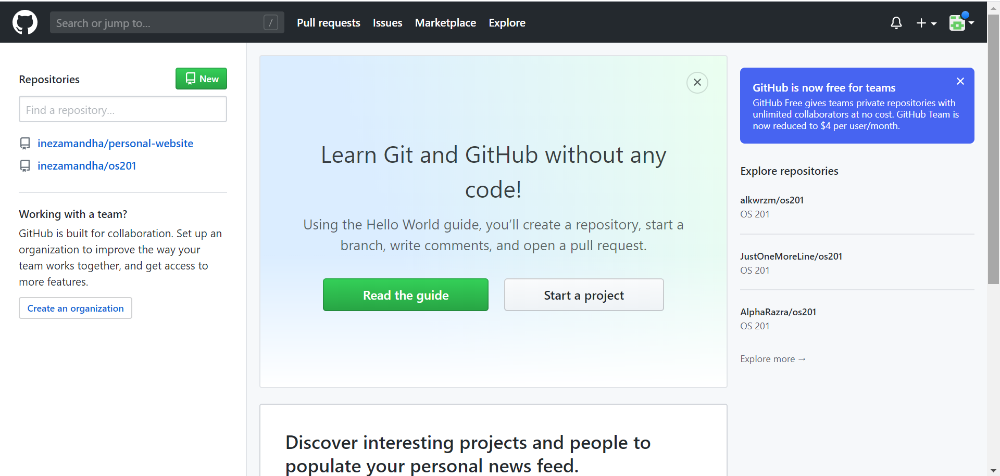 Search or jump to...
/
Pull requests
Issues
Marketplace
Explore
Repositories
New
Find a repository...
inezamandha/personal-website
inezamandha/os201
Working with a team?
GitHub is built for collaboration. Set up an
organization to improve the way your
team works together, and get access to
more features.
Create an organization
Learn Git and GitHub without any
code!
Using the Hello World guide, you’ll create a repository, start a
branch, write comments, and open a pull request.
Read the guide
Start a project
Discover interesting projects and people to
populate your personal news feed.
GitHub is now free for teams
GitHub Free gives teams private repositories with
unlimited collaborators at no cost. GitHub Team is
now reduced to $4 per user/month.
Explore repositories
alkwrzm/os201
OS 201
JustOneMoreLine/os201
OS 201
AlphaRazra/os201
OS 201
Explore more →